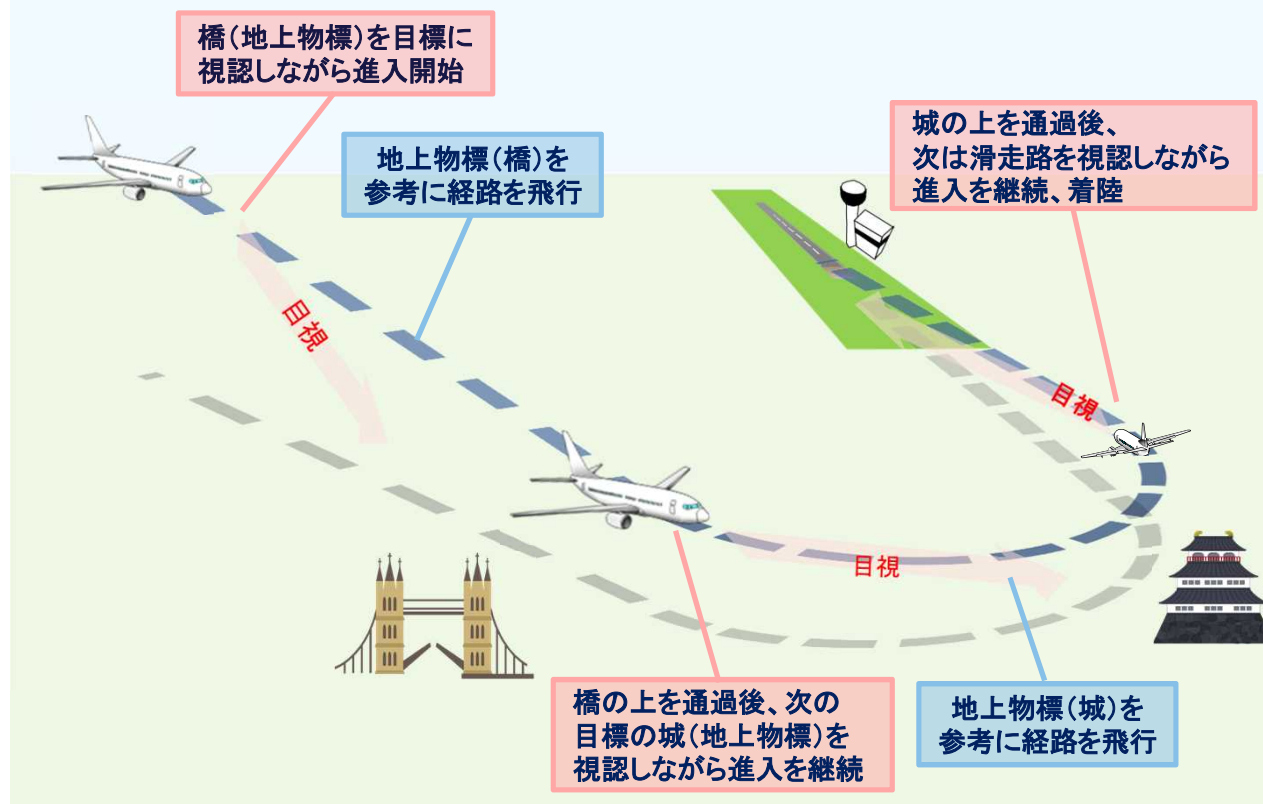 橋（地上物標）を目標に
視認しながら進入開始
地上物標（橋）を
参考に経路を飛行
城の上を通過後、
次は滑走路を視認しながら
進入を継続、着陸
目視
目視
目視
橋の上を通過後、次の
目標の城（地上物標）を
視認しながら進入を継続
地上物標（城）を
参考に経路を飛行